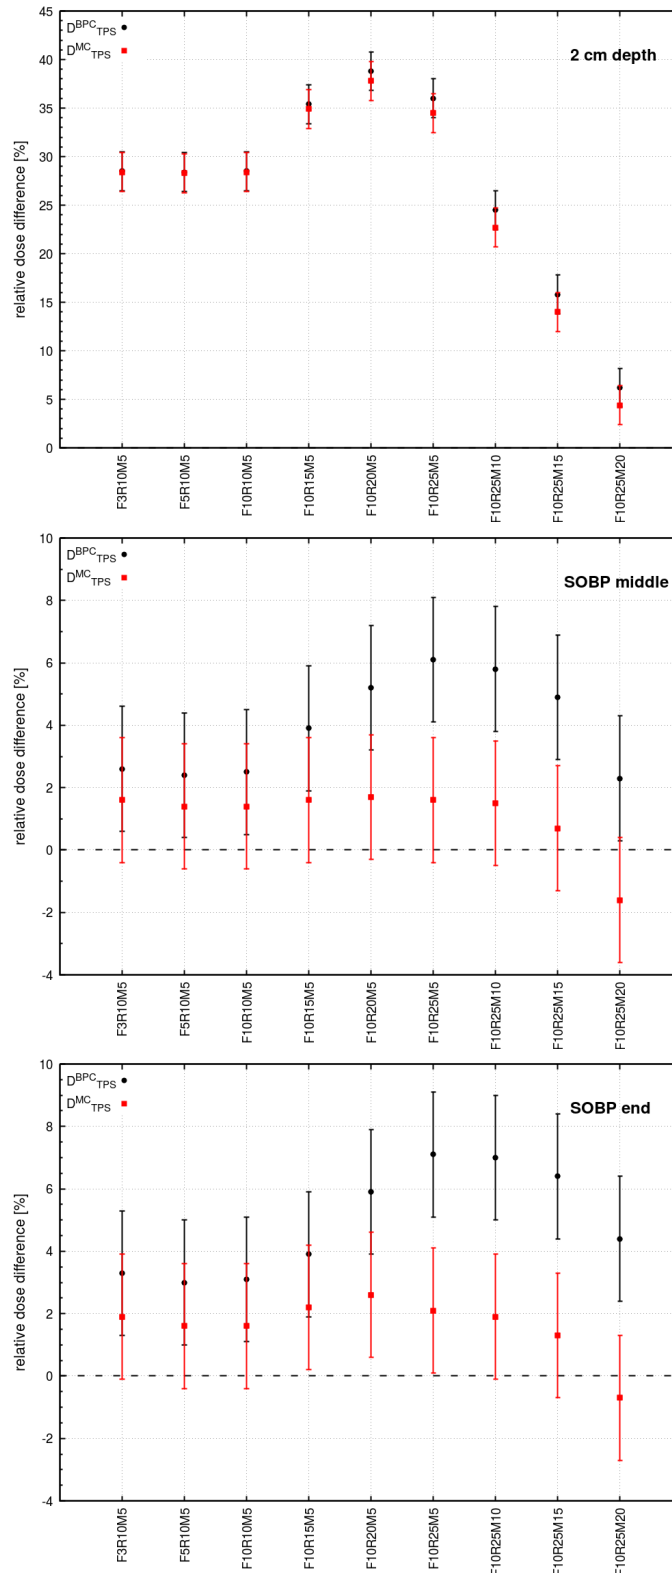 45
D^BPC_TPS
D^MC_TPS
2 cm depth
40
35
30
25
20
15
10
5
0
relative dose difference [%]
F3R10M5
F5R10M5
F10R10M5
F10R15M5
F10R20M5
F10R25M5
F10R25M10
F10R25M15
F10R25M20
10
D^BPC_TPS
D^MC_TPS
SOBP middle
8
6
4
2
0
-2
-4
relative dose difference [%]
F3R10M5
F5R10M5
F10R10M5
F10R15M5
F10R20M5
F10R25M5
F10R25M10
F10R25M15
F10R25M20
10
D^BPC_TPS
D^MC_TPS
SOBP end
8
6
4
2
0
-2
-4
relative dose difference [%]
F3R10M5
F5R10M5
F10R10M5
F10R15M5
F10R20M5
F10R25M5
F10R25M10
F10R25M15
F10R25M20